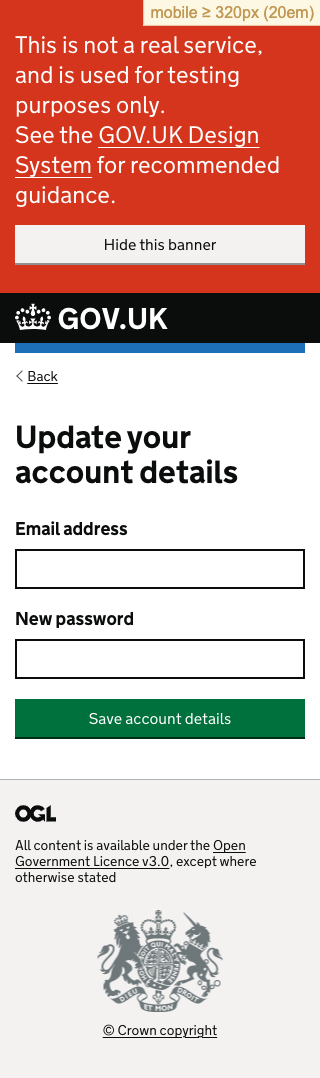 mobile ≥ 320px (20em)
This is not a real service,
and is used for testing
purposes only.
See the GOV.UK Design
System for recommended
guidance.
Hide this banner
GOV.UK
Back
Update your
account details
Email address
New password
Save account details
OGL
All content is available under the Open
Government Licence v3.0, except where
otherwise stated
DIEU ET MON
© Crown copyright